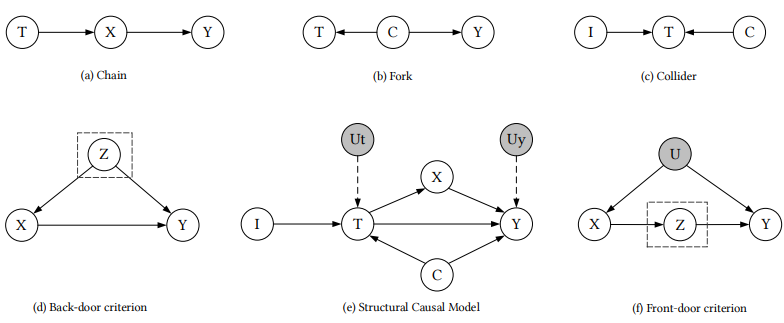 T X Y T C Y I T C
(a) Chain (b) Fork (c) Collider
Ut Uy
Z X U
X Y I T Y X Z Y
C
(d) Back-door criterion (e) Structural Causal Model (f) Front-door criterion